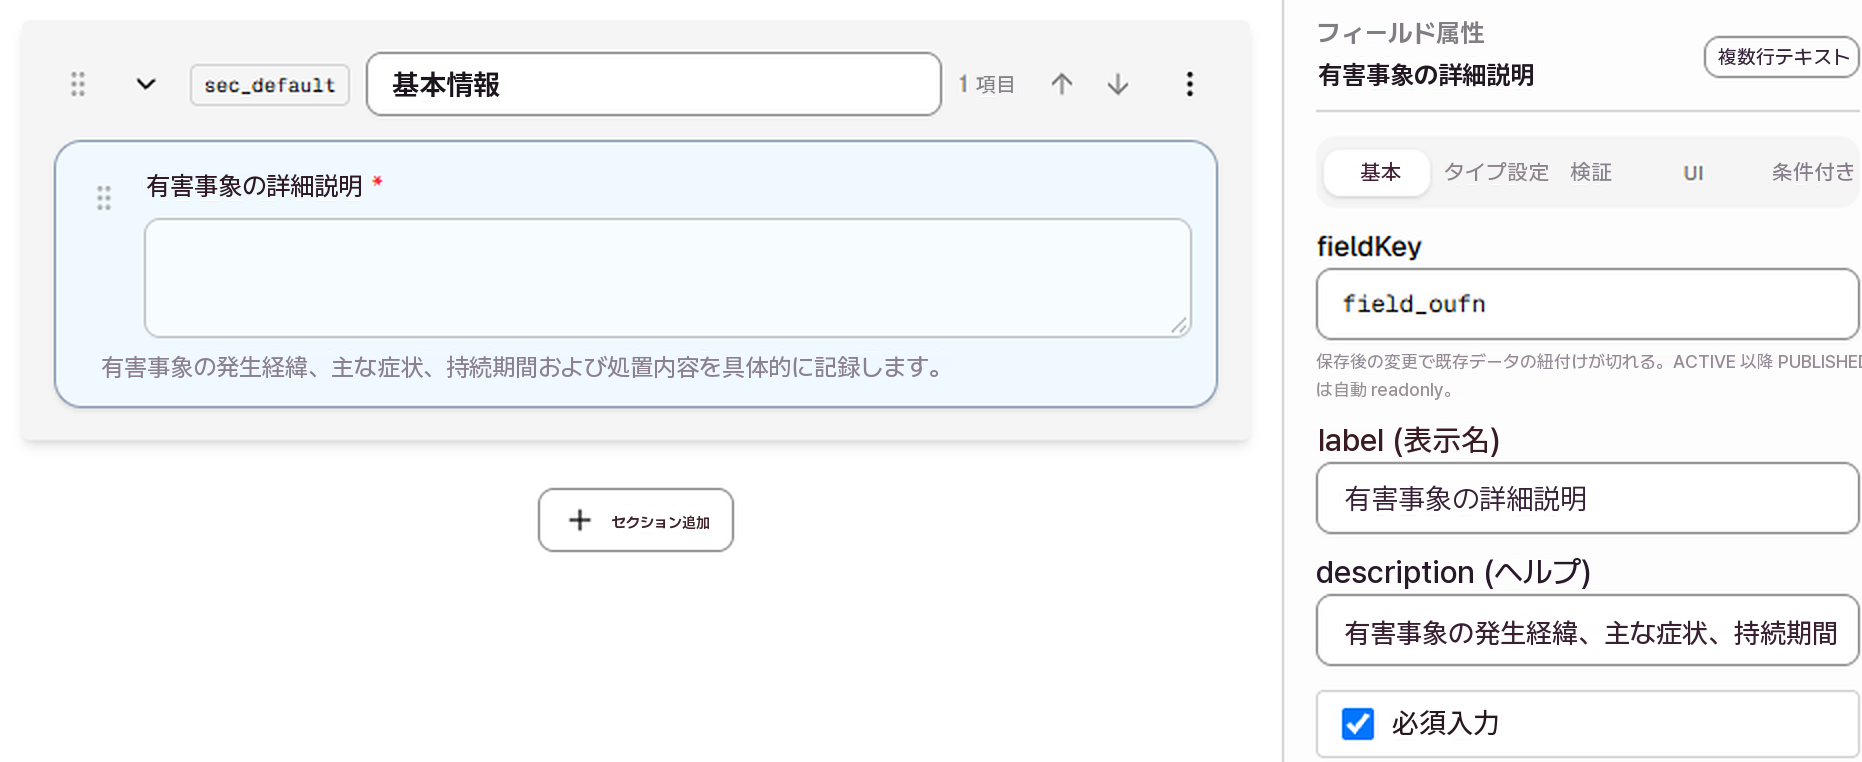 sec_default
基本情報
1 項目
有害事象の詳細説明 *
有害事象の発生経緯、主な症状、持続期間および処置内容を具体的に記録します。
セクション追加
フィールド属性
有害事象の詳細説明
複数行テキスト
基本 タイプ設定 検証 UI 条件付き
fieldKey
field_oufn
保存後の変更で既存データの紐付けが切れる。ACTIVE 以降 PUBLISHED
は自動 readonly。
label (表示名)
有害事象の詳細説明
description (ヘルプ)
有害事象の発生経緯、主な症状、持続期間
必須入力